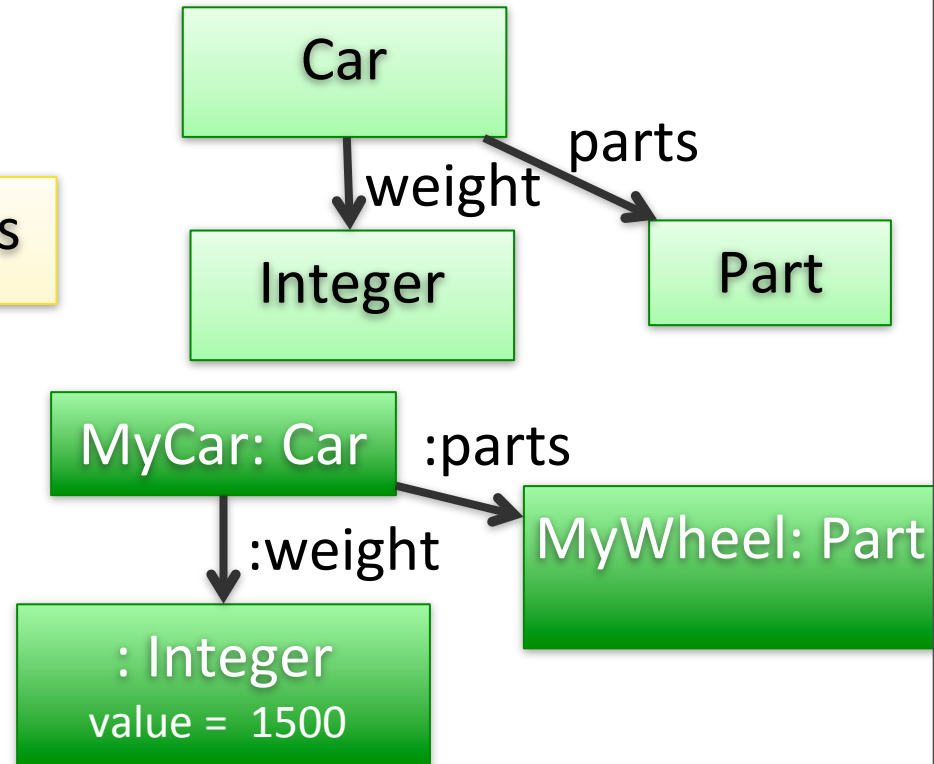 Car
parts
weight
s
Integer
Part
MyCar: Car
:parts
MyWheel: Part
:weight
: Integer
value = 1500